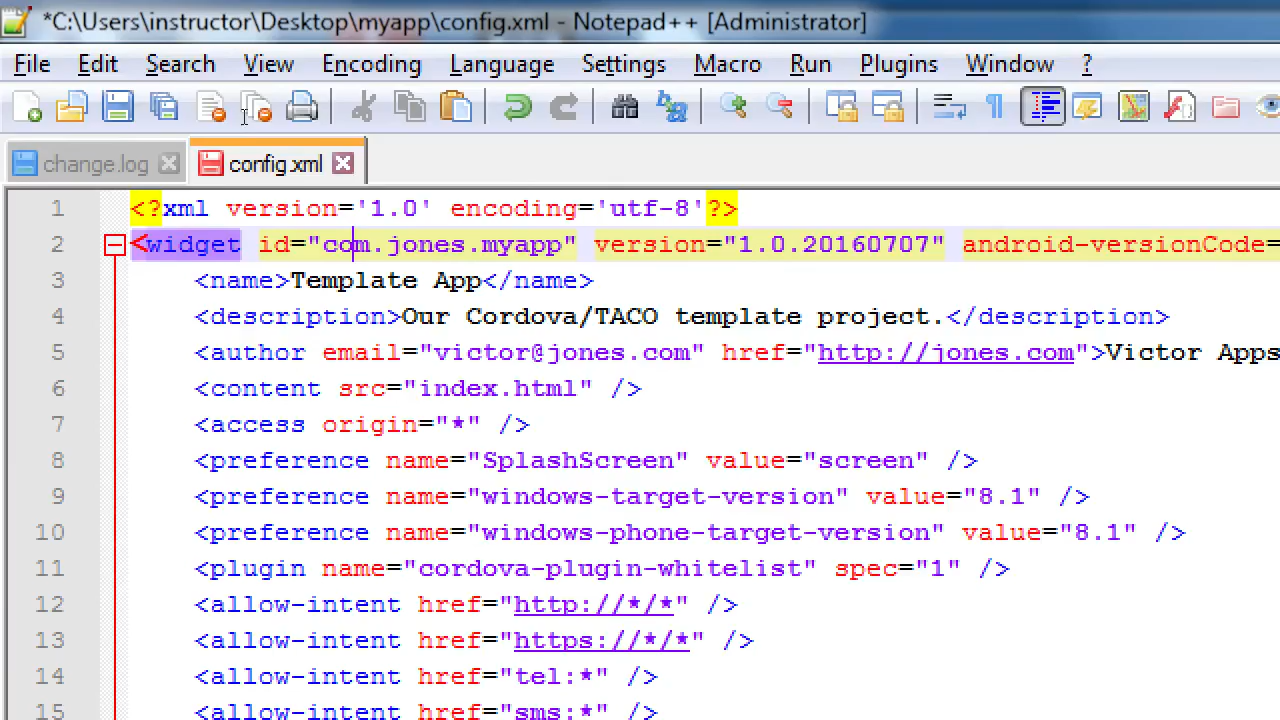 *C:\Users\instructor\Desktop\myapp\config.xml - Notepad++ [Administrator]
File Edit Search View Encoding Language Settings Macro Run Plugins Window ?
change.log config.xml
1 <?xml version='1.0' encoding='utf-8'?>
2 <widget id="com.jones.myapp" version="1.0.20160707" android-versionCode=
3 <name>Template App</name>
4 <description>Our Cordova/TACO template project.</description>
5 <author email="victor@jones.com" href="http://jones.com">Victor Apps
6 <content src="index.html" />
7 <access origin="*" />
8 <preference name="SplashScreen" value="screen" />
9 <preference name="windows-target-version" value="8.1" />
10 <preference name="windows-phone-target-version" value="8.1" />
11 <plugin name="cordova-plugin-whitelist" spec="1" />
12 <allow-intent href="http://*/*" />
13 <allow-intent href="https://*/*" />
14 <allow-intent href="tel:*" />
15 <allow-intent href="sms:*" />